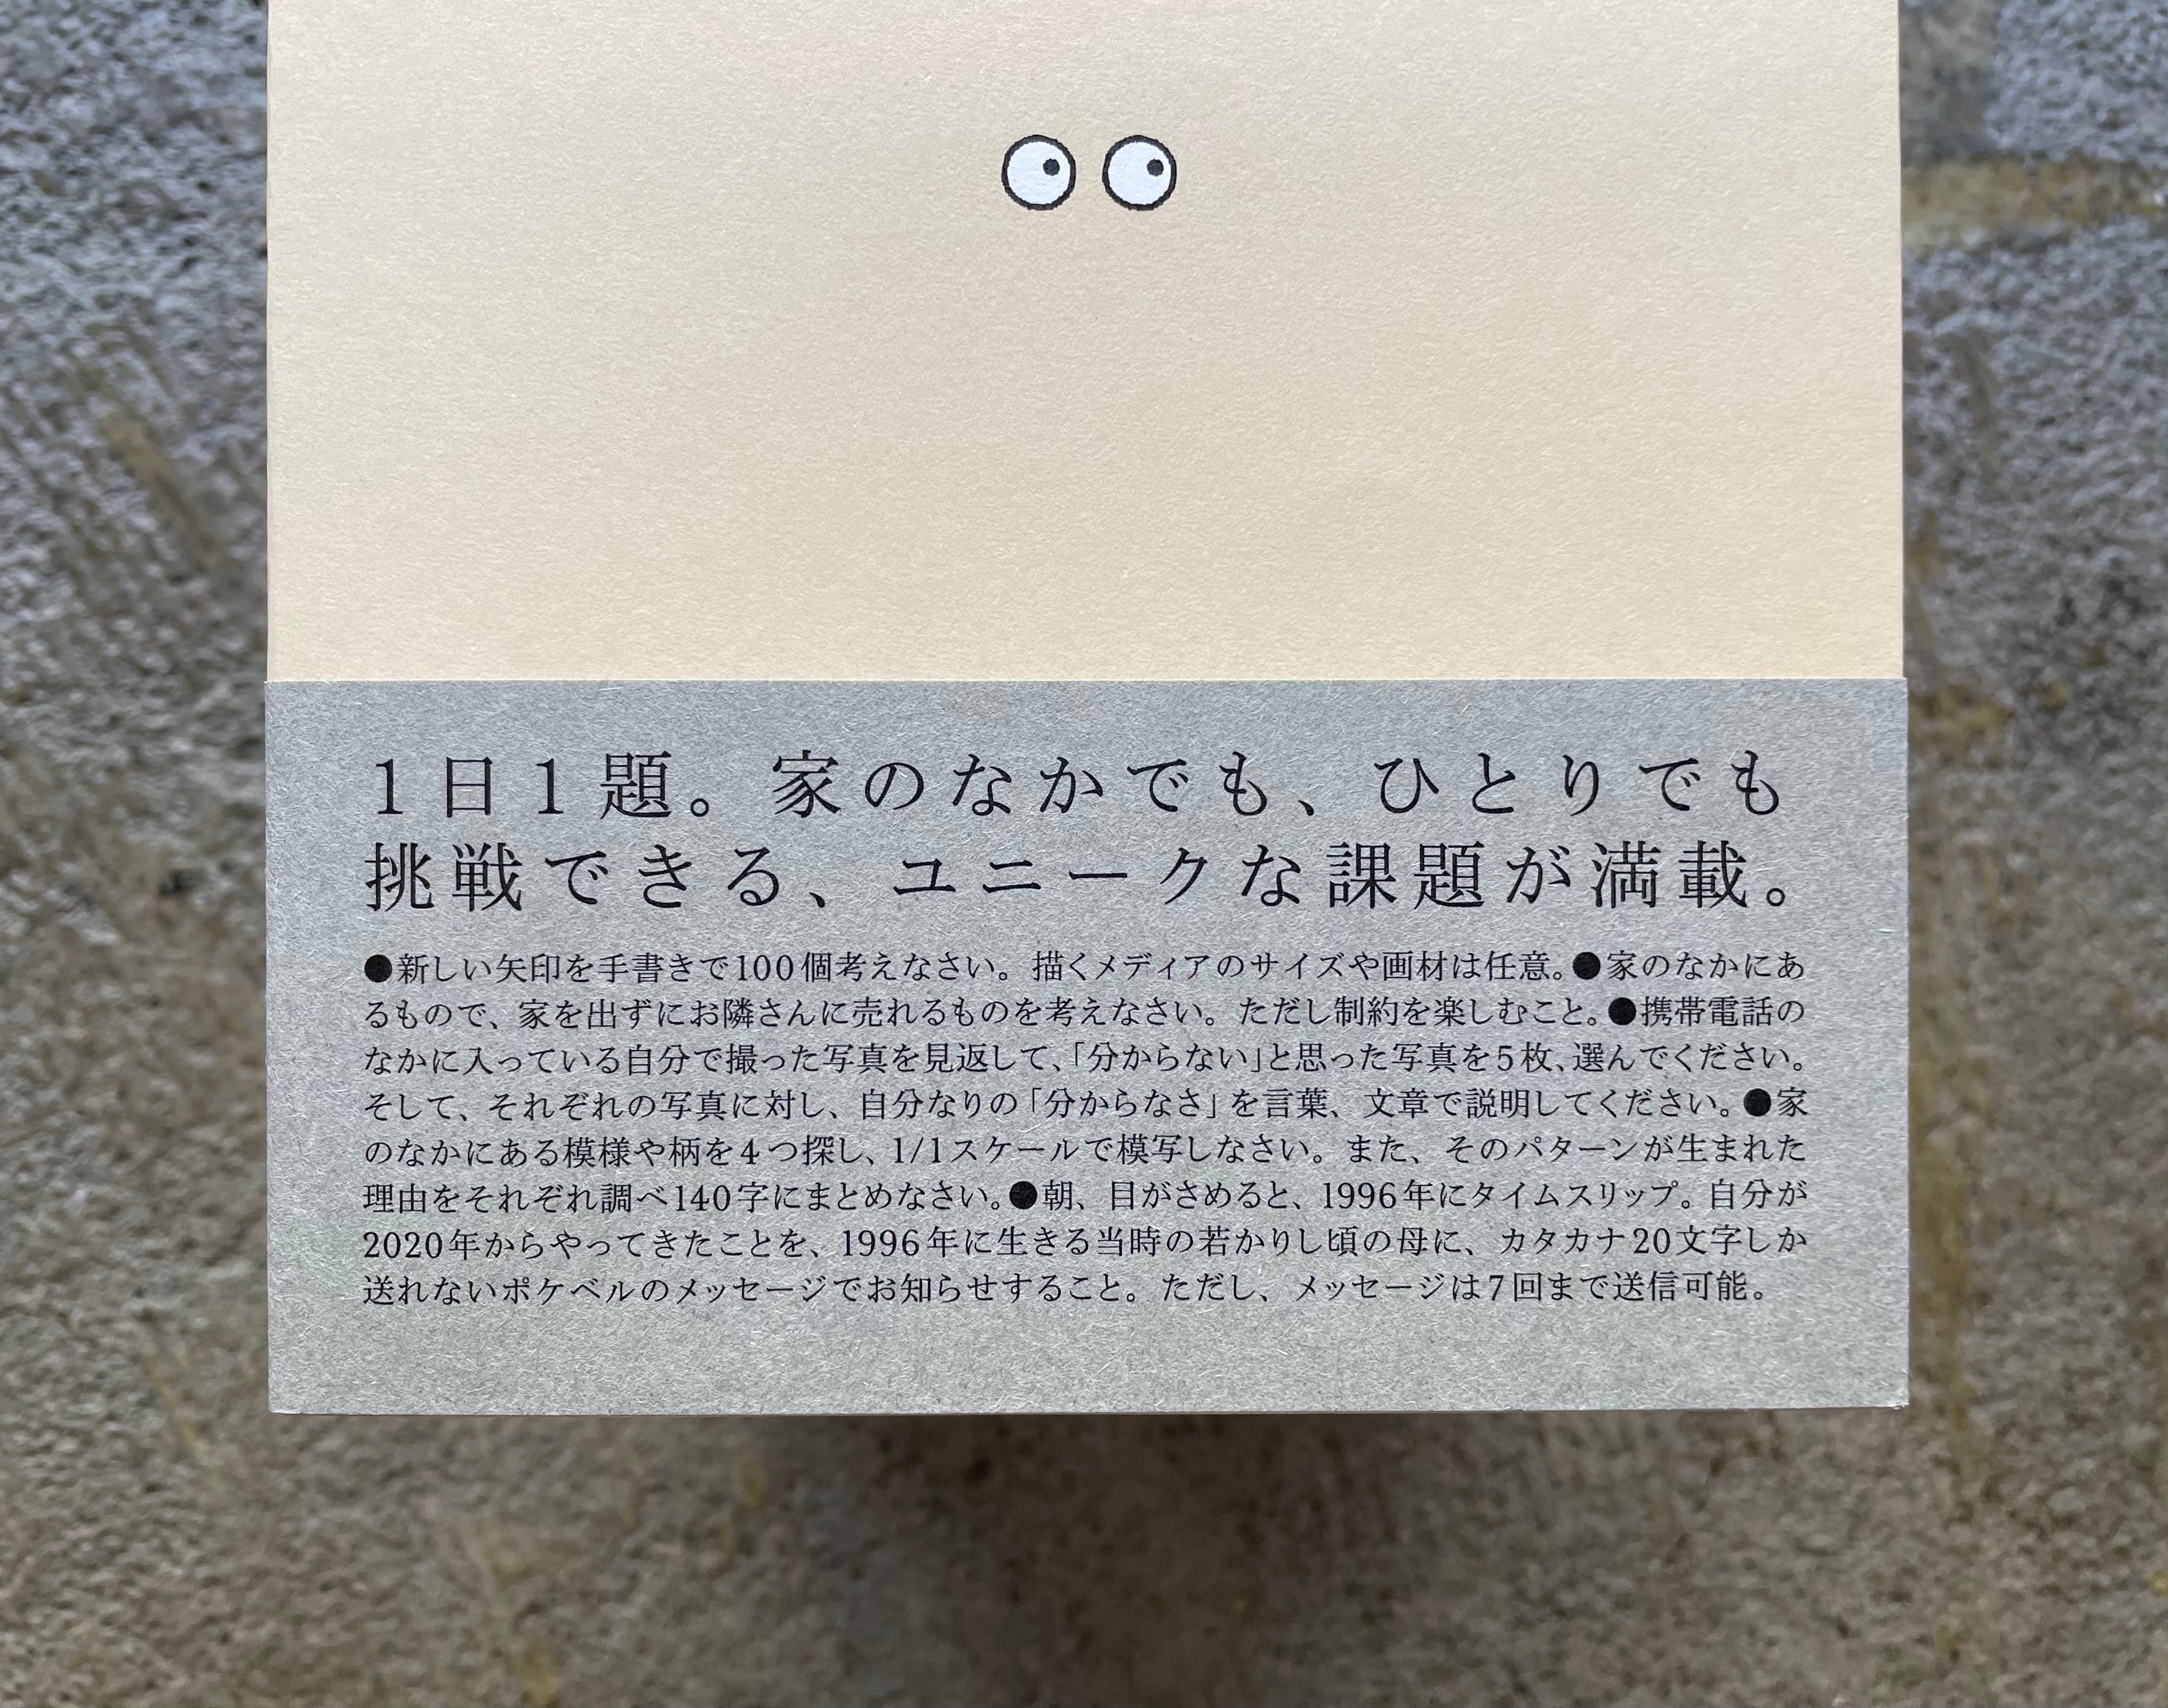 1日1題。家のなかでも、ひとりでも
挑戦できる、ユニークな課題が満載。
●新しい矢印を手書きで100個考えなさい。描くメディアのサイズや画材は任意。●家のなかにあ
るもので、家を出ずにお隣さんに売れるものを考えなさい。ただし制約を楽しむこと。●携帯電話の
なかに入っている自分で撮った写真を見返して、「分からない」と思った写真を5枚、選んでください。
そして、それぞれの写真に対し、自分なりの「分からなさ」を言葉、文章で説明してください。●家
のなかにある模様や柄を4つ探し、1/1スケールで模写しなさい。また、そのパターンが生まれた
理由をそれぞれ調べ140字にまとめなさい。●朝、目がさめると、1996年にタイムスリップ。自分が
2020年からやってきたことを、1996年に生きる当時の若かりし頃の母に、カタカナ20文字しか
送れないポケベルのメッセージでお知らせすること。ただし、メッセージは7回まで送信可能。